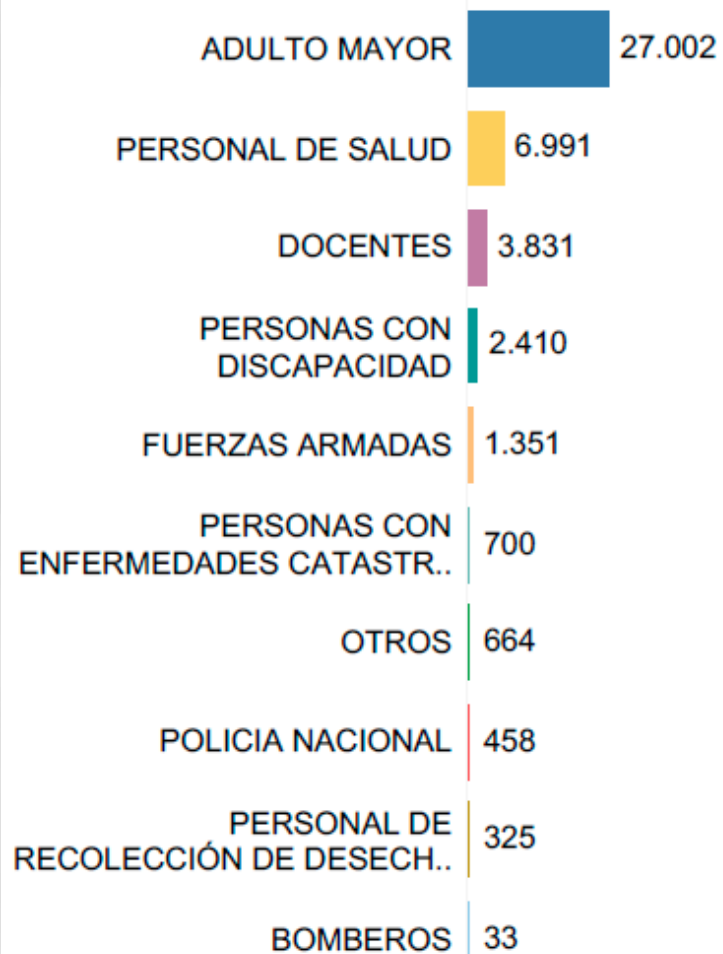 ADULTO MAYOR 27.002
PERSONAL DE SALUD 6.991
DOCENTES 3.831
PERSONAS CON
DISCAPACIDAD 2.410
FUERZAS ARMADAS 1.351
PERSONAS CON
ENFERMEDADES CATASTR.. 700
OTROS 664
POLICIA NACIONAL 458
PERSONAL DE
RECOLECCIÓN DE DESECH.. 325
BOMBEROS 33